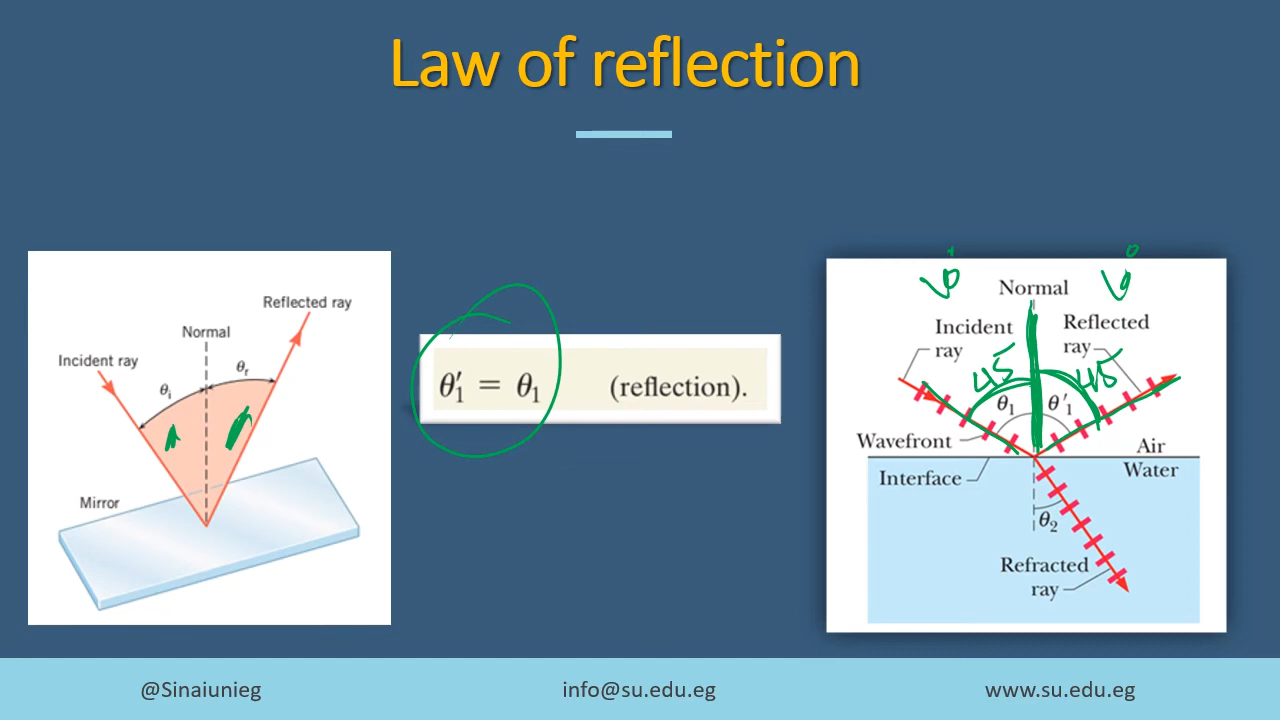 Law of reflection
Reflected ray
Normal
Incident ray
θi
θr
Mirror
θ′1 = θ1 (reflection).
Normal
Incident
ray
Reflected
ray
45
45
θ1
θ′1
Wavefront
Air
Interface
Water
θ2
Refracted
ray
@Sinaiunieg
info@su.edu.eg
www.su.edu.eg